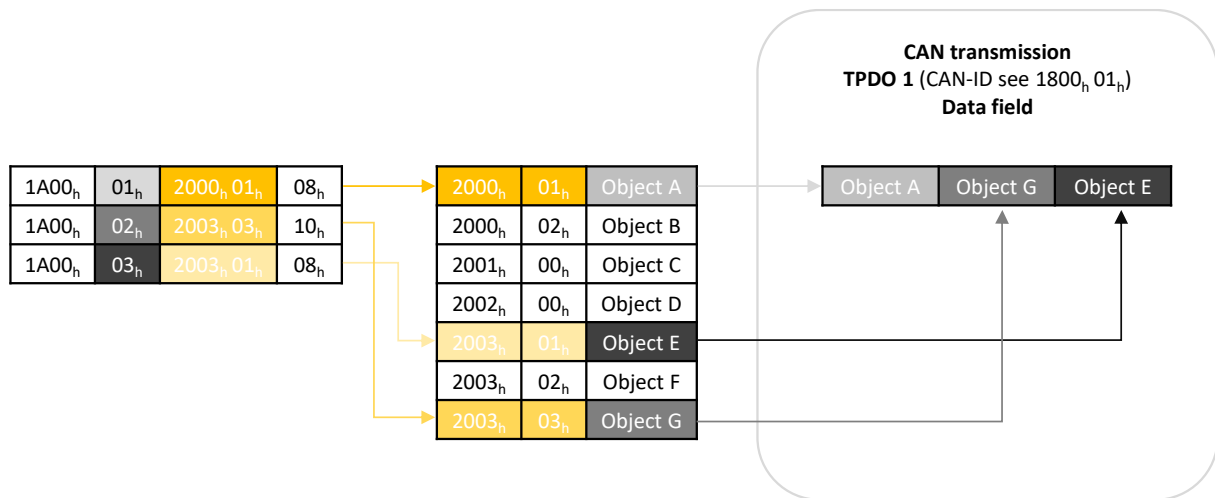 CAN transmission
TPDO 1 (CAN-ID see 1800h 01h)
Data field
1A00h 01h 2000h 01h 08h
1A00h 02h 2003h 03h 10h
1A00h 03h 2003h 01h 08h
2000h 01h Object A
2000h 02h Object B
2001h 00h Object C
2002h 00h Object D
2003h 01h Object E
2003h 02h Object F
2003h 03h Object G
Object A Object G Object E